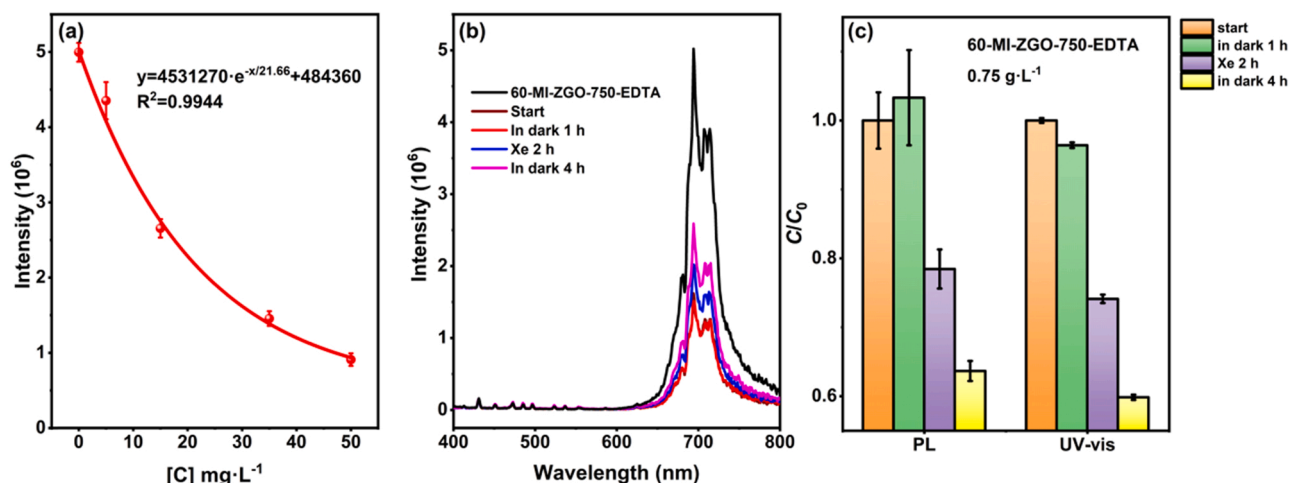 (a)
y=4531270·e^-x/21.66+484360
R²=0.9944
Intensity (10⁶)
5
4
3
2
1
0
0
10
20
30
40
50
[C] mg·L⁻¹
(b)
60-MI-ZGO-750-EDTA
Start
In dark 1 h
Xe 2 h
In dark 4 h
Intensity (10⁶)
5
4
3
2
1
0
400
500
600
700
800
Wavelength (nm)
(c)
60-MI-ZGO-750-EDTA
0.75 g·L⁻¹
start
in dark 1 h
Xe 2 h
in dark 4 h
C/C₀
1.0
0.8
0.6
PL
UV-vis